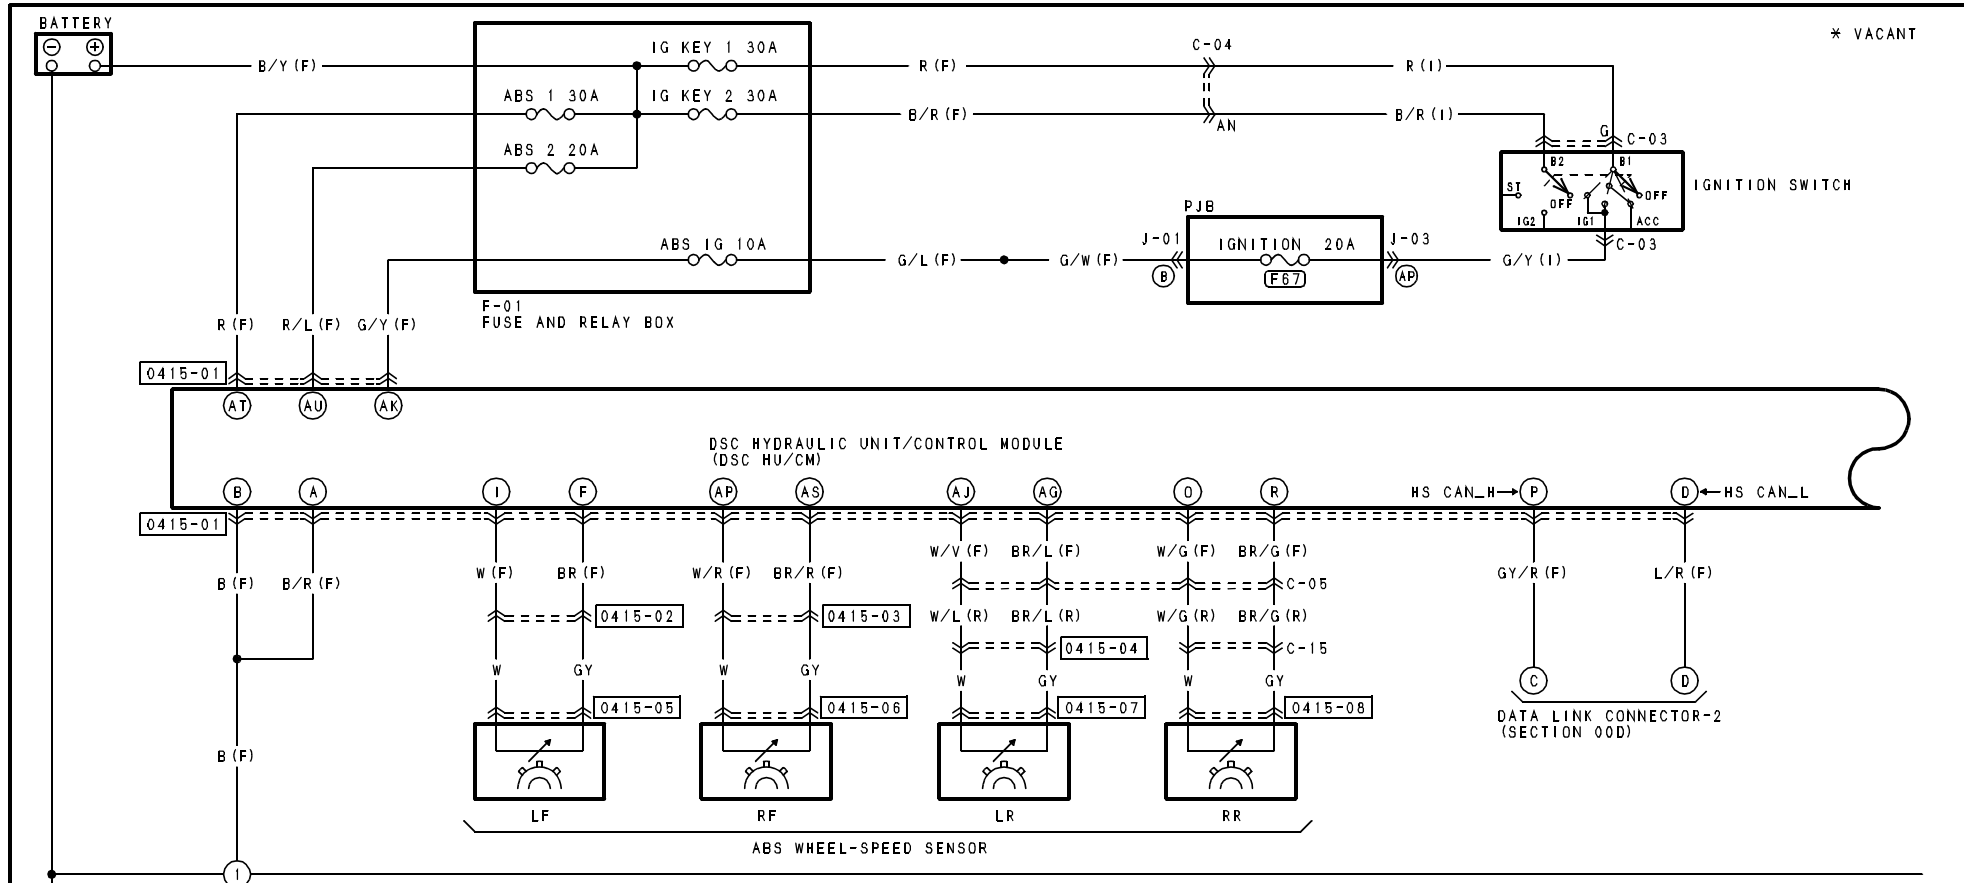 BATTERY
* VACANT
− +
IG KEY 1 30A
C-04
B/Y (F)
R (F)
R (I)
ABS 1 30A
IG KEY 2 30A
B/R (F)
B/R (I)
AN
G
C-03
ABS 2 20A
B2
B1
IGNITION SWITCH
ST
OFF
OFF
IG2
IG1
ACC
PJB
ABS IG 10A
J-01
IGNITION 20A
J-03
C-03
G/L (F)
G/W (F)
G/Y (I)
B
F67
AP
F-01
FUSE AND RELAY BOX
R (F)
R/L (F)
G/Y (F)
0415-01
AT
AU
AK
DSC HYDRAULIC UNIT/CONTROL MODULE
(DSC HU/CM)
B
A
I
F
AP
AS
AJ
AG
O
R
HS CAN_H
P
D
HS CAN_L
0415-01
W/V (F)
BR/L (F)
W/G (F)
BR/G (F)
B (F)
B/R (F)
W (F)
BR (F)
W/R (F)
BR/R (F)
C-05
GY/R (F)
L/R (F)
0415-02
0415-03
W/L (R)
BR/L (R)
W/G (R)
BR/G (R)
0415-04
C-15
W
GY
W
GY
W
GY
W
GY
C
D
0415-05
0415-06
0415-07
0415-08
DATA LINK CONNECTOR-2
(SECTION 00D)
B (F)
LF
RF
LR
RR
ABS WHEEL-SPEED SENSOR
1